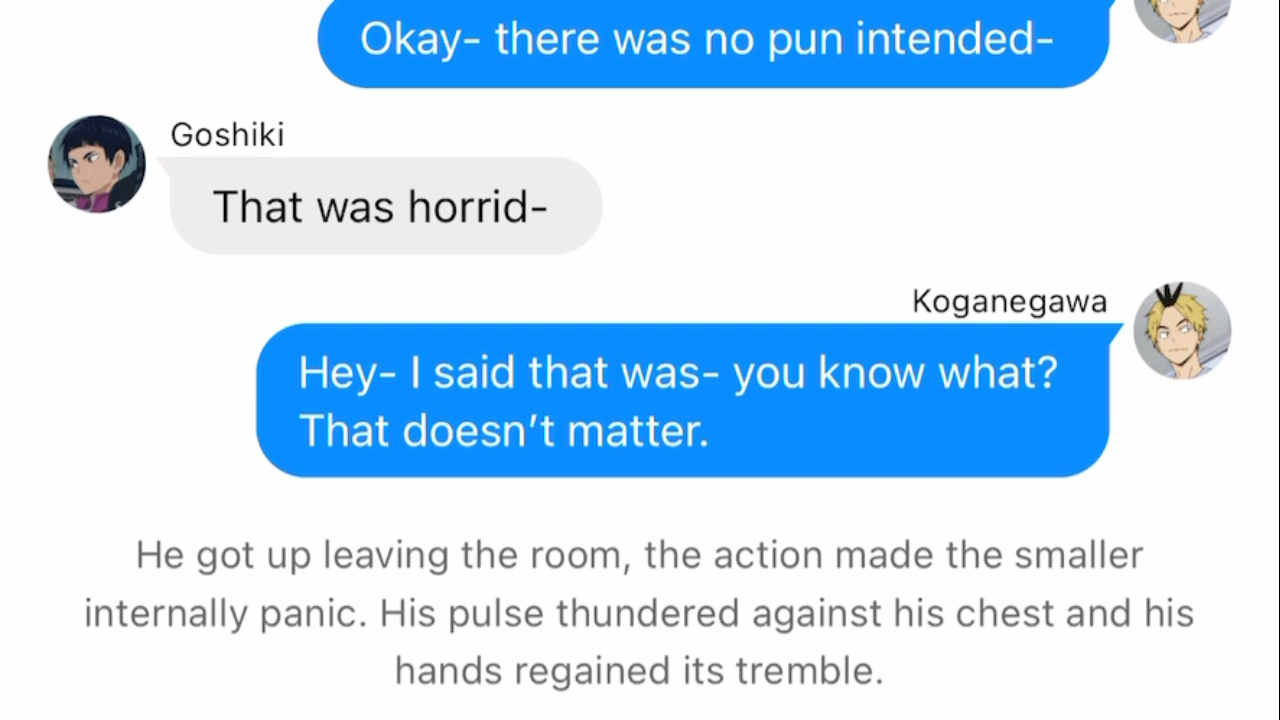 Okay- there was no pun intended-
Goshiki
That was horrid-
Koganegawa
Hey- I said that was- you know what?
That doesn’t matter.
He got up leaving the room, the action made the smaller
internally panic. His pulse thundered against his chest and his
hands regained its tremble.